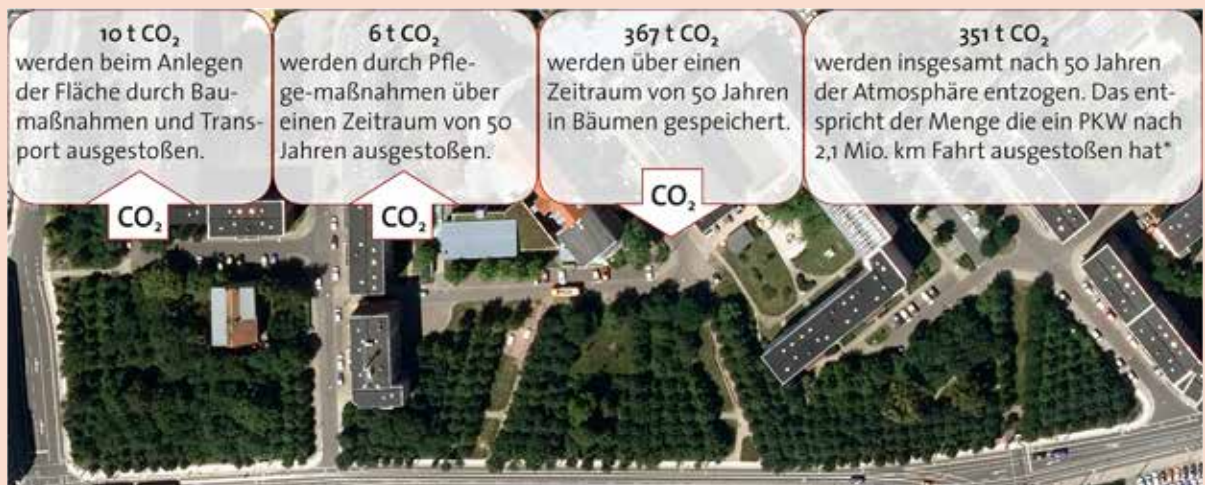 10 t CO₂
werden beim Anlegen
der Fläche durch Bau-
maßnahmen und Trans-
port ausgestoßen.
CO₂
6 t CO₂
werden durch Pfle-
ge-maßnahmen über
einen Zeitraum von 50
Jahren ausgestoßen.
CO₂
367 t CO₂
werden über einen
Zeitraum von 50 Jahren
in Bäumen gespeichert.
CO₂
351 t CO₂
werden insgesamt nach 50 Jahren
der Atmosphäre entzogen. Das ent-
spricht der Menge die ein PKW nach
2,1 Mio. km Fahrt ausgestoßen hat*